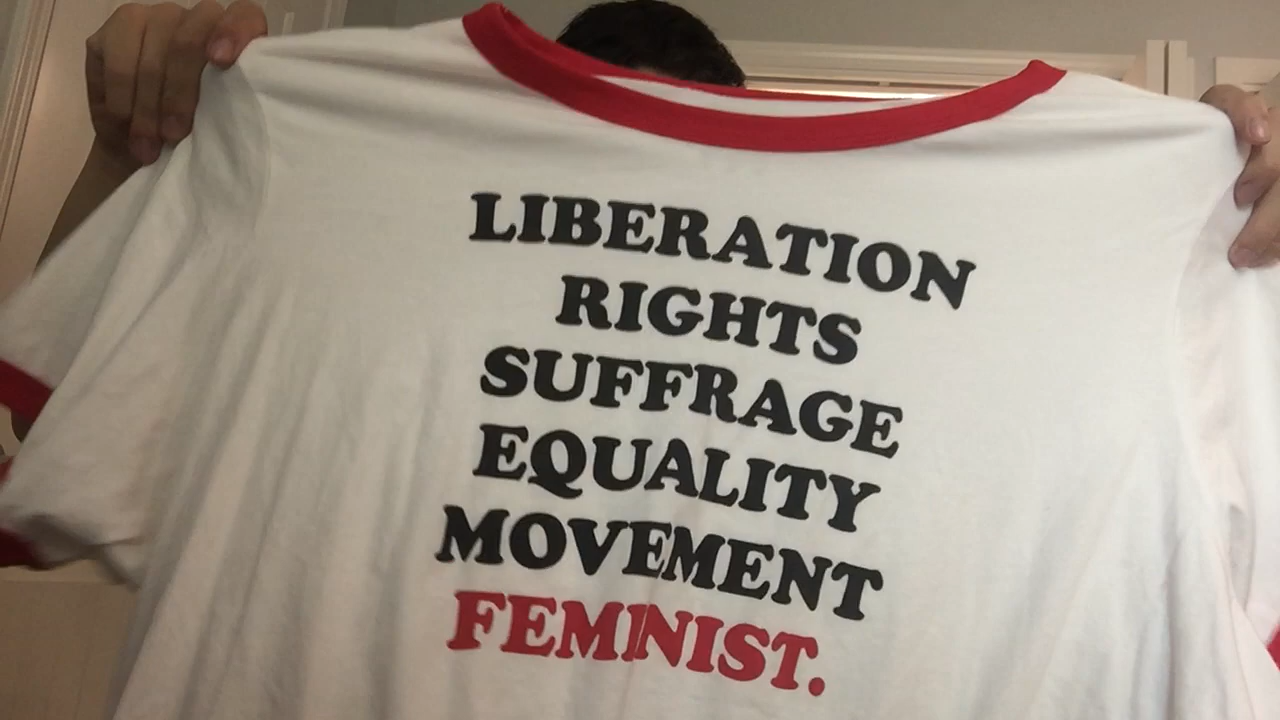 LIBERATION
RIGHTS
SUFFRAGE
EQUALITY
MOVEMENT
FEMINIST.